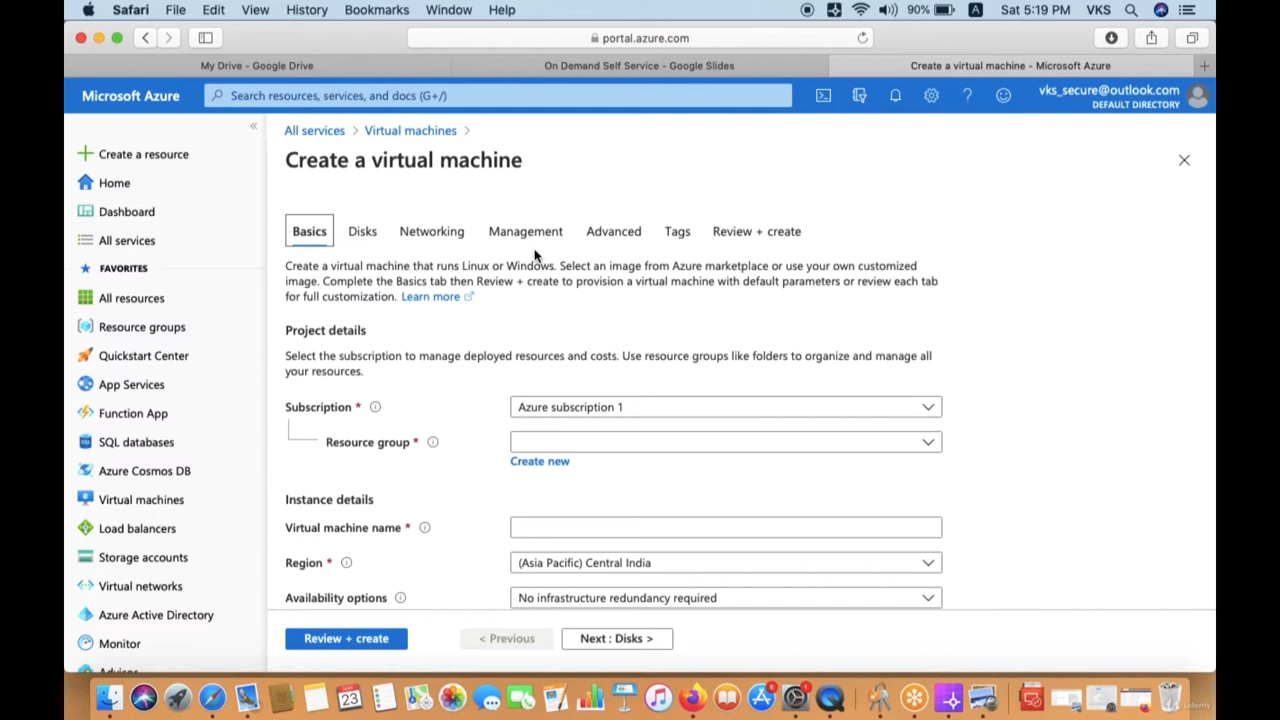 Safari File Edit View History Bookmarks Window Help 90% A Sat 5:19 PM VKS
portal.azure.com
My Drive - Google Drive On Demand Self Service - Google Slides Create a virtual machine - Microsoft Azure
Microsoft Azure Search resources, services, and docs (G+/) vks_secure@outlook.com
DEFAULT DIRECTORY
Create a resource
Home
Dashboard
All services
FAVORITES
All resources
Resource groups
Quickstart Center
App Services
Function App
SQL databases
Azure Cosmos DB
Virtual machines
Load balancers
Storage accounts
Virtual networks
Azure Active Directory
Monitor
All services > Virtual machines >
Create a virtual machine
Basics Disks Networking Management Advanced Tags Review + create
Create a virtual machine that runs Linux or Windows. Select an image from Azure marketplace or use your own customized
image. Complete the Basics tab then Review + create to provision a virtual machine with default parameters or review each tab
for full customization. Learn more
Project details
Select the subscription to manage deployed resources and costs. Use resource groups like folders to organize and manage all
your resources.
Subscription * Azure subscription 1
Resource group *
Create new
Instance details
Virtual machine name *
Region * (Asia Pacific) Central India
Availability options No infrastructure redundancy required
Review + create < Previous Next : Disks >
23
Udemy